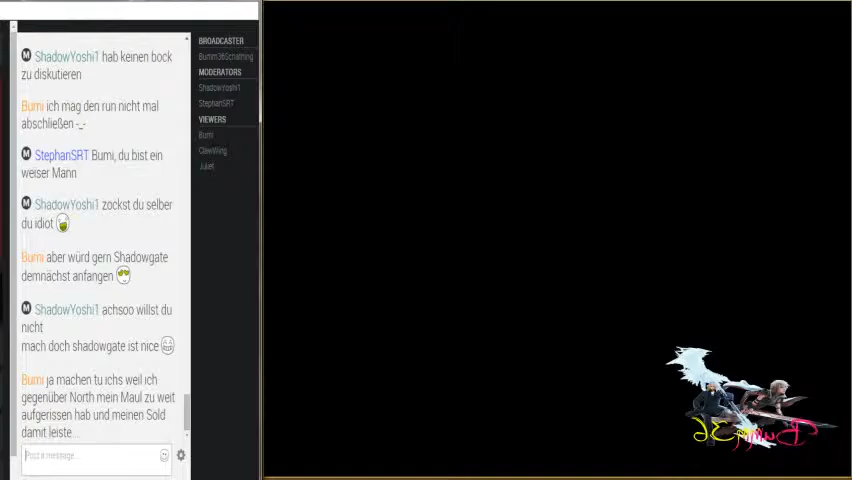 ShadowYoshi1 hab keinen bock
zu diskutieren
Bumi ich mag den run nicht mal
abschließen -_-
StephanSRT Bumi, du bist ein
weiser Mann
ShadowYoshi1 zockst du selber
du idiot
Bumi aber würd gern Shadowgate
demnächst anfangen
ShadowYoshi1 achsoo willst du
nicht
mach doch shadowgate ist nice
Bumi ja machen tu ichs weil ich
gegenüber North mein Maul zu weit
aufgerissen hab und meinen Sold
damit leiste....
Post a message...
BROADCASTER
MODERATORS
ShadowYoshi1
StephanSRT
VIEWERS
Bumi
ClawWing
Juliet